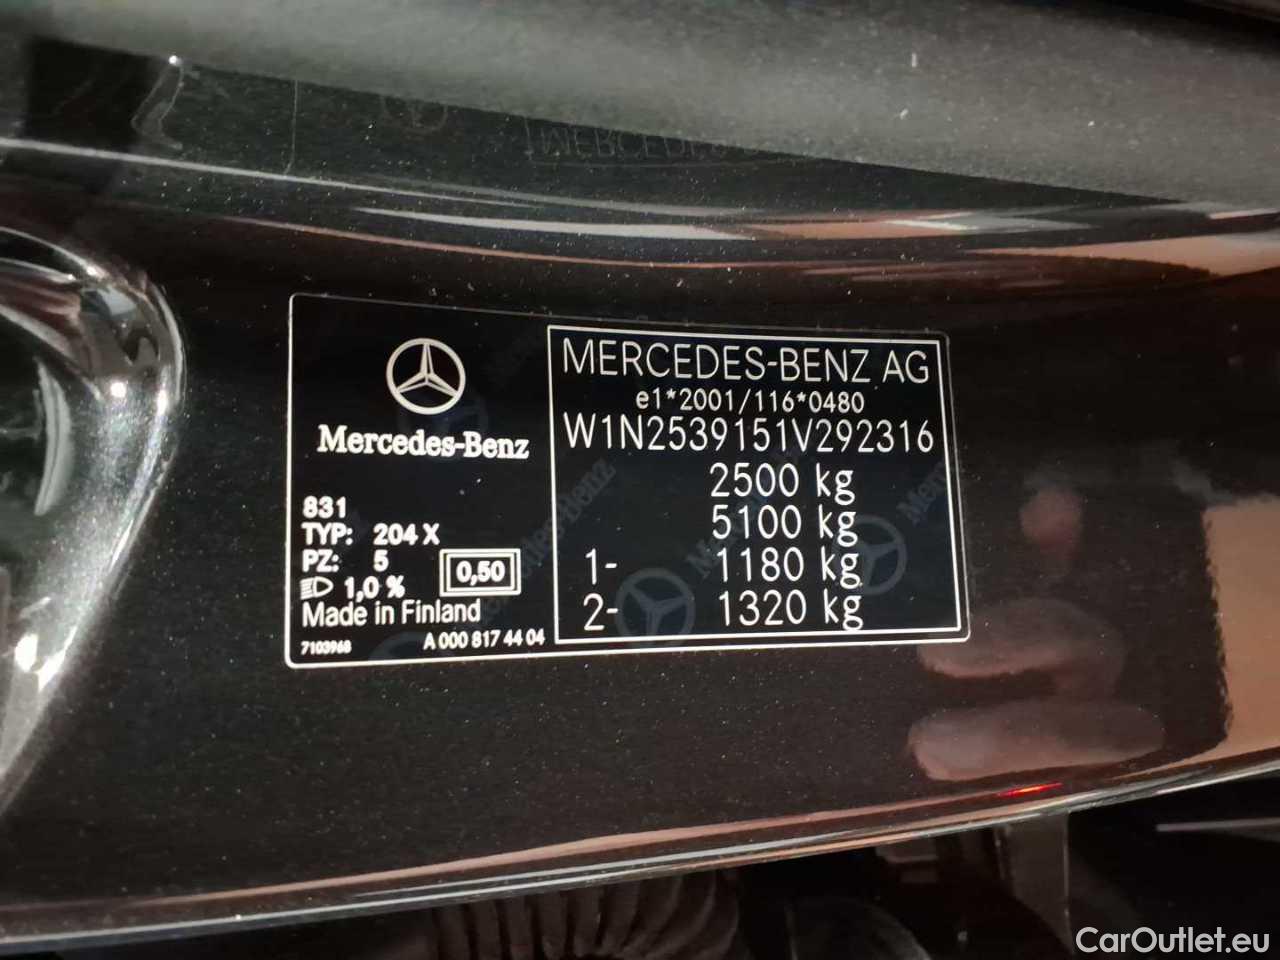 Mercedes-Benz
831
TYP: 204 X
PZ: 5
1,0 %
0,50
Made in Finland
7103968
A 000 817 44 04
MERCEDES-BENZ AG
e1*2001/116*0480
W1N2539151V292316
2500 kg
5100 kg
1- 1180 kg
2- 1320 kg
CarOutlet.eu